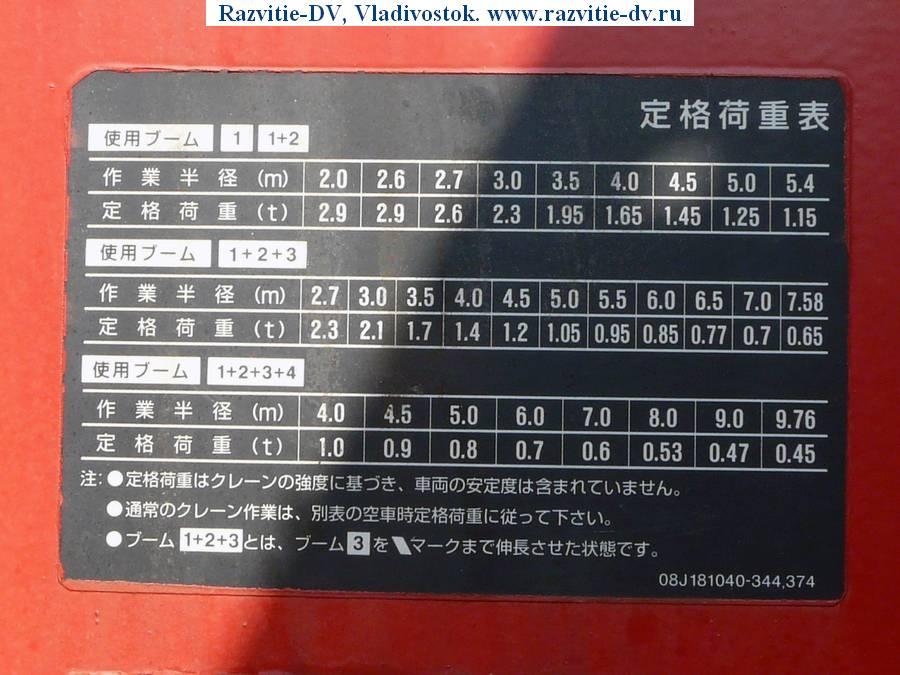 Razvitie-DV, Vladivostok. www.razvitie-dv.ru
定格荷重表
使用ブーム 1 1+2
作業半径(m) 2.0 2.6 2.7 3.0 3.5 4.0 4.5 5.0 5.4
定格荷重(t) 2.9 2.9 2.6 2.3 1.95 1.65 1.45 1.25 1.15
使用ブーム 1+2+3
作業半径(m) 2.7 3.0 3.5 4.0 4.5 5.0 5.5 6.0 6.5 7.0 7.58
定格荷重(t) 2.3 2.1 1.7 1.4 1.2 1.05 0.95 0.85 0.77 0.7 0.65
使用ブーム 1+2+3+4
作業半径(m) 4.0 4.5 5.0 6.0 7.0 8.0 9.0 9.76
定格荷重(t) 1.0 0.9 0.8 0.7 0.6 0.53 0.47 0.45
注:●定格荷重はクレーンの強度に基づき、車両の安定度は含まれていません。
●通常のクレーン作業は、別表の空車時定格荷重に従って下さい。
●ブーム 1+2+3 とは、ブーム 3 をマークまで伸長させた状態です。
08J181040-344,374